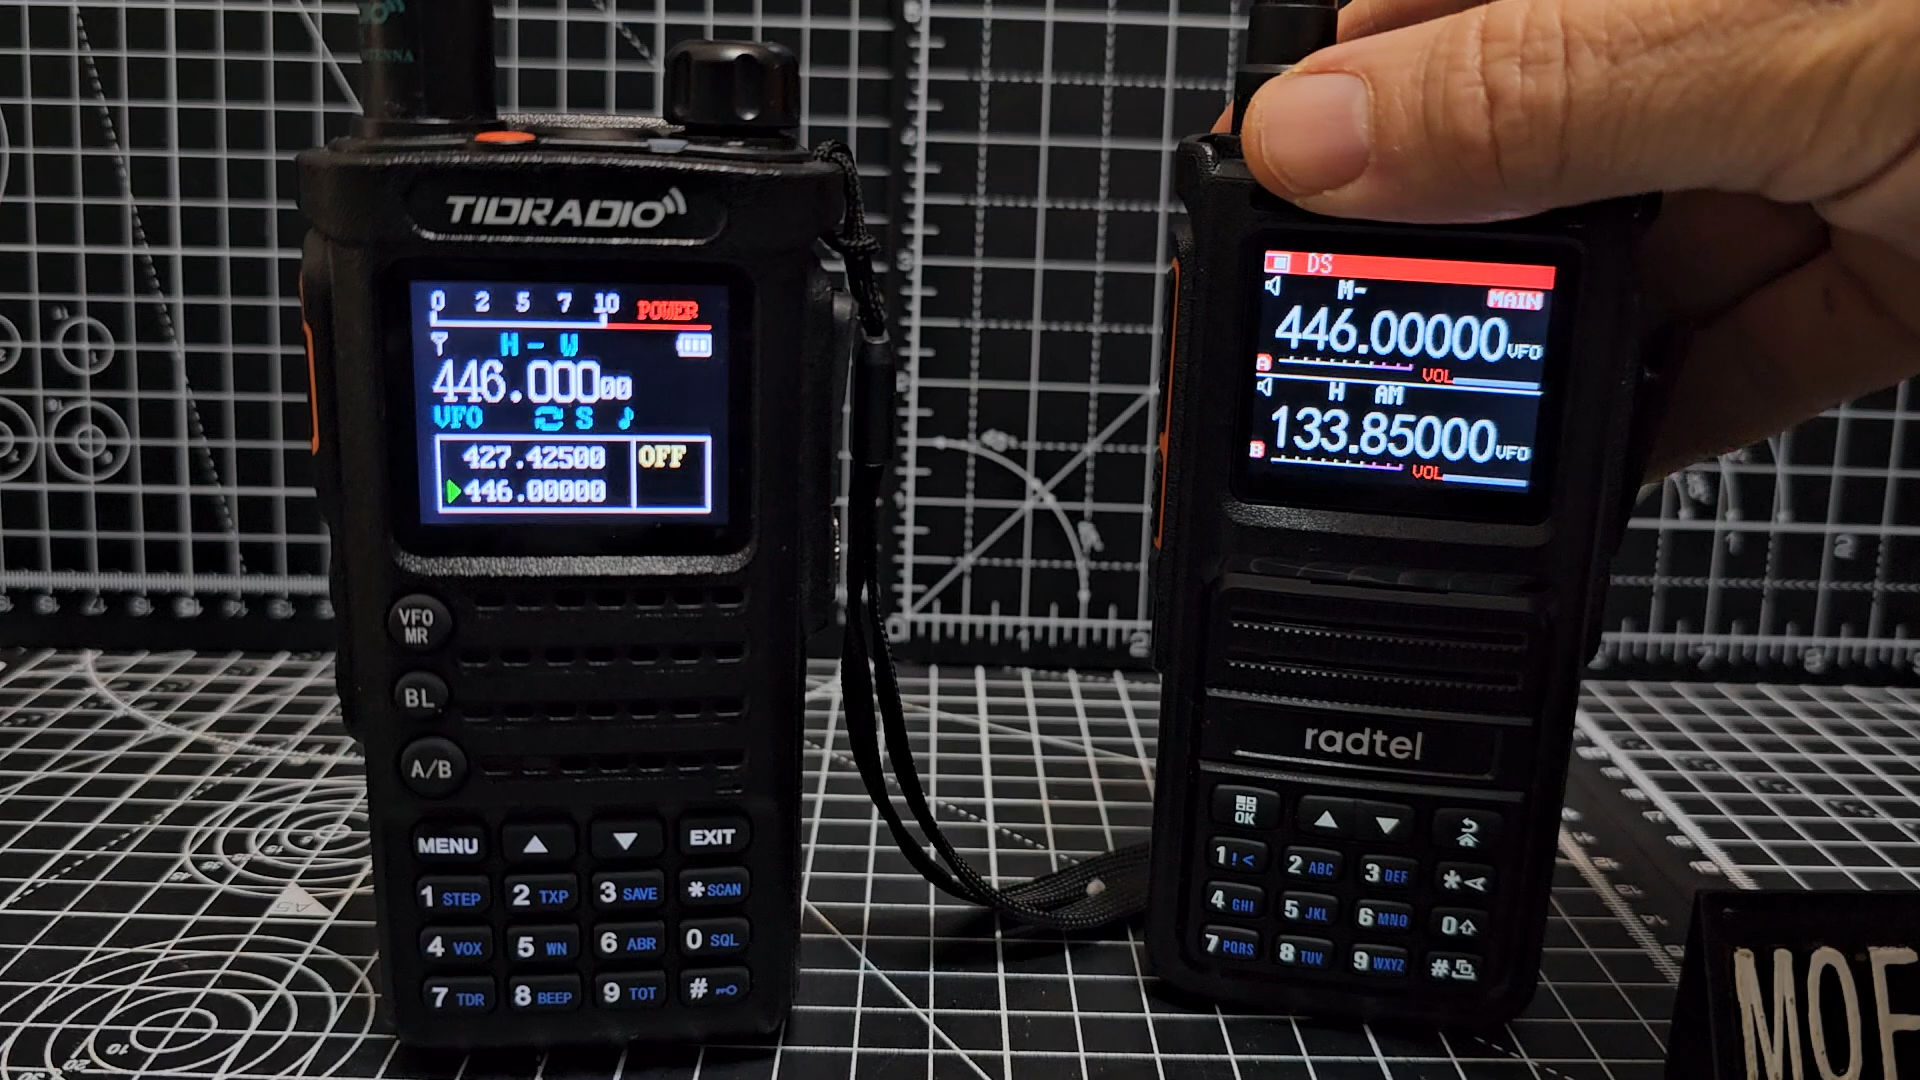 ANTENNA
TIDRADIO
0 2 5 7 10 POWER
H - W
446.00000
VFO S
427.42500 OFF
446.00000
VFO
MR
BL
A/B
MENU ▲ ▼ EXIT
1 STEP 2 TXP 3 SAVE * SCAN
4 VOX 5 WN 6 ABR 0 SQL
7 TDR 8 BEEP 9 TOT #
DS
M-
MAIN
446.00000 VFO
A
VOL
H AM
133.85000 VFO
B
VOL
radtel
OK ▲ ▼
1 ! < 2 ABC 3 DEF *
4 GHI 5 JKL 6 MNO 0
7 PQRS 8 TUV 9 WXYZ #
MOF